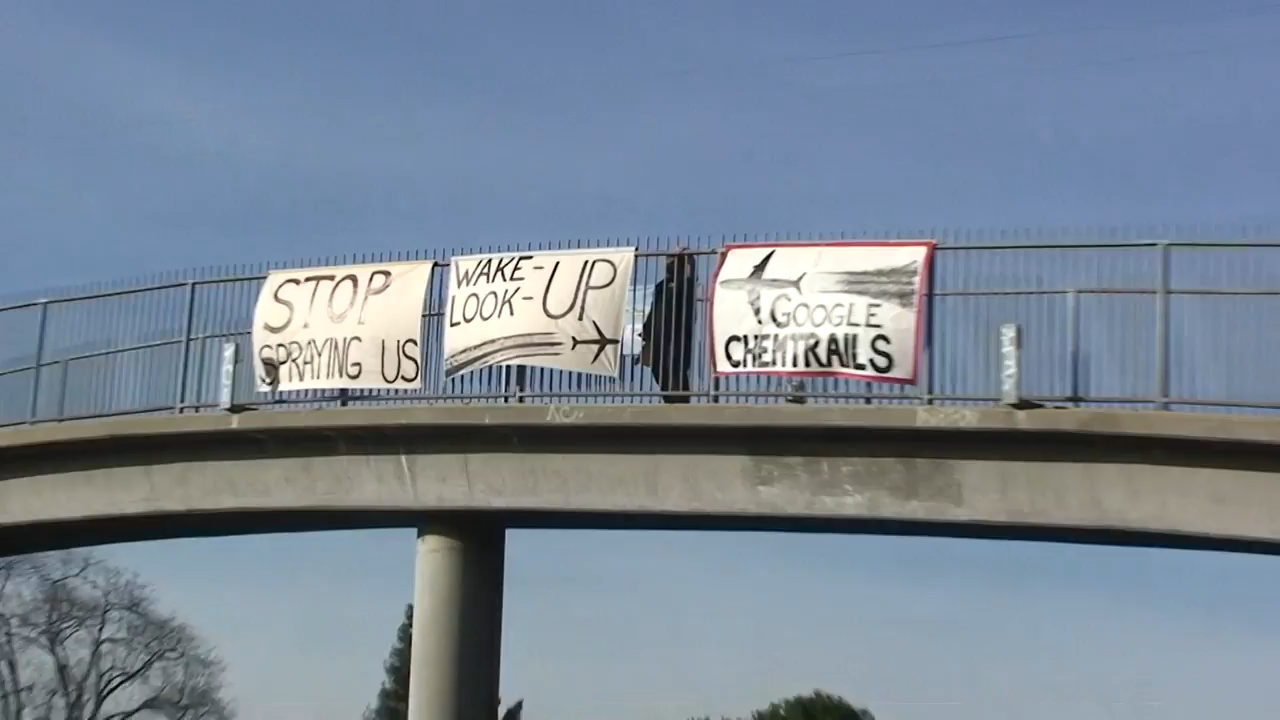 STOP
SPRAYING US
WAKE-
LOOK-UP
GOOGLE
CHEMTRAILS